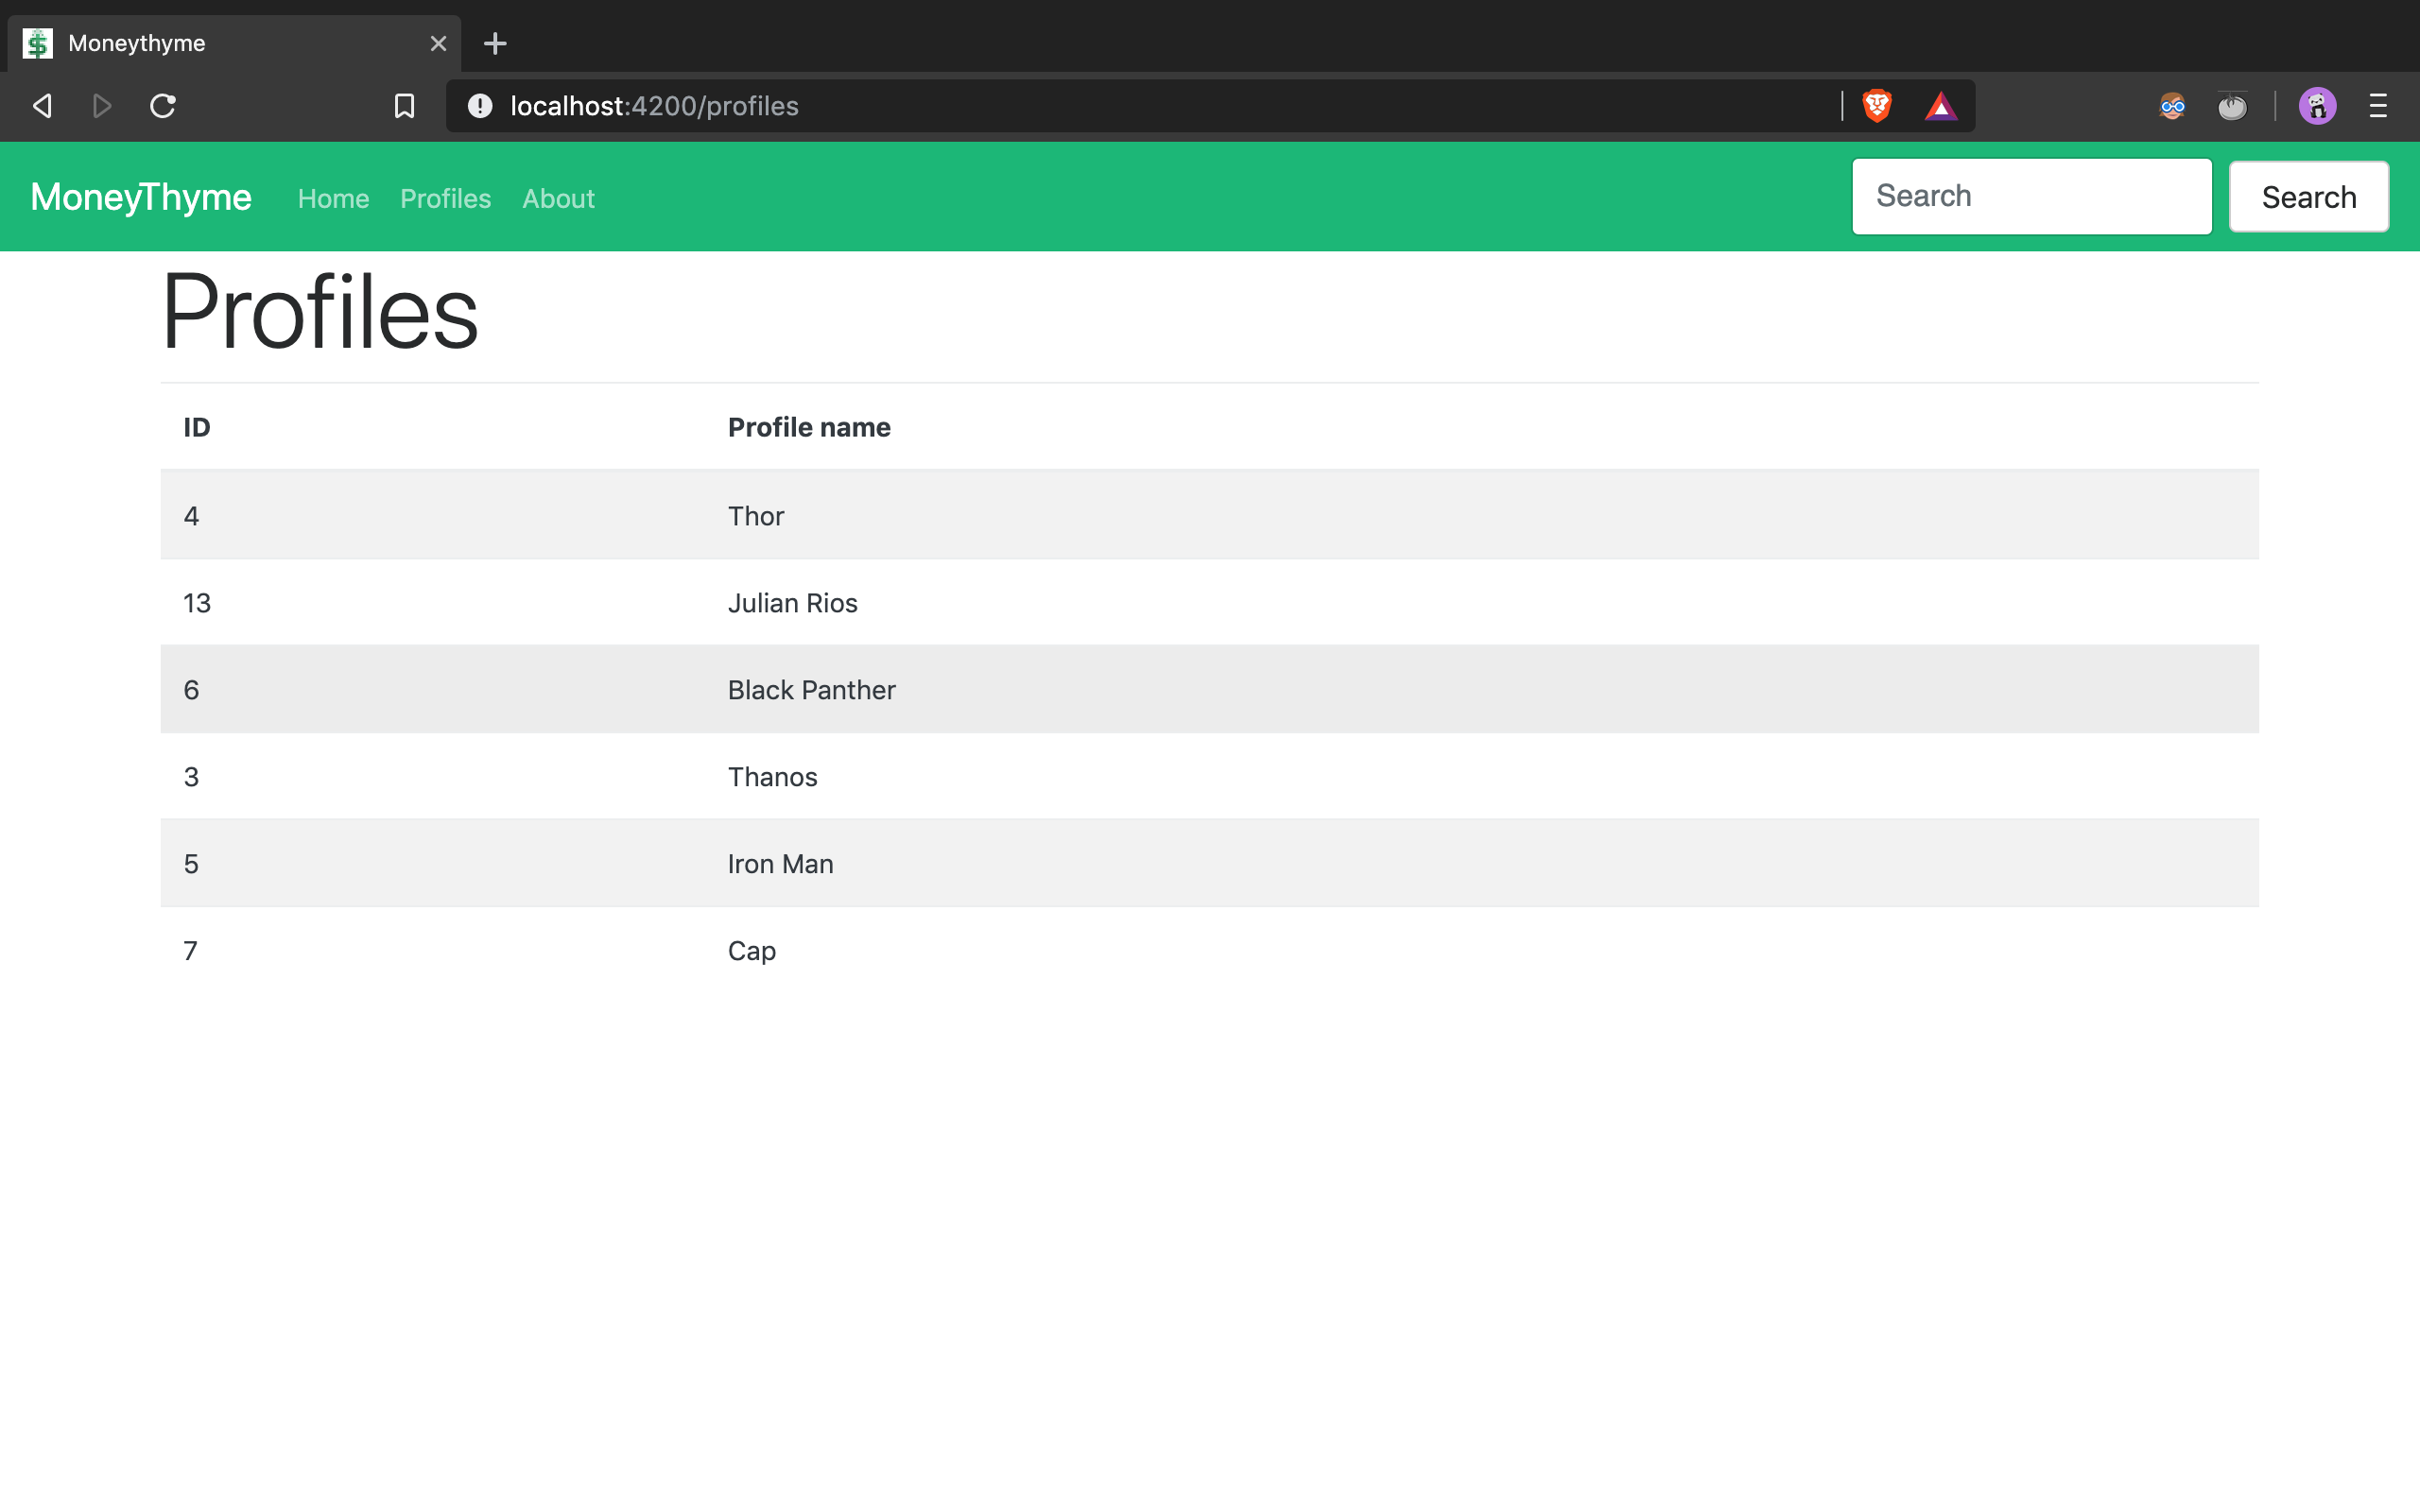 Moneythyme
localhost:4200/profiles
MoneyThyme Home Profiles About Search Search
Profiles
ID Profile name
4 Thor
13 Julian Rios
6 Black Panther
3 Thanos
5 Iron Man
7 Cap